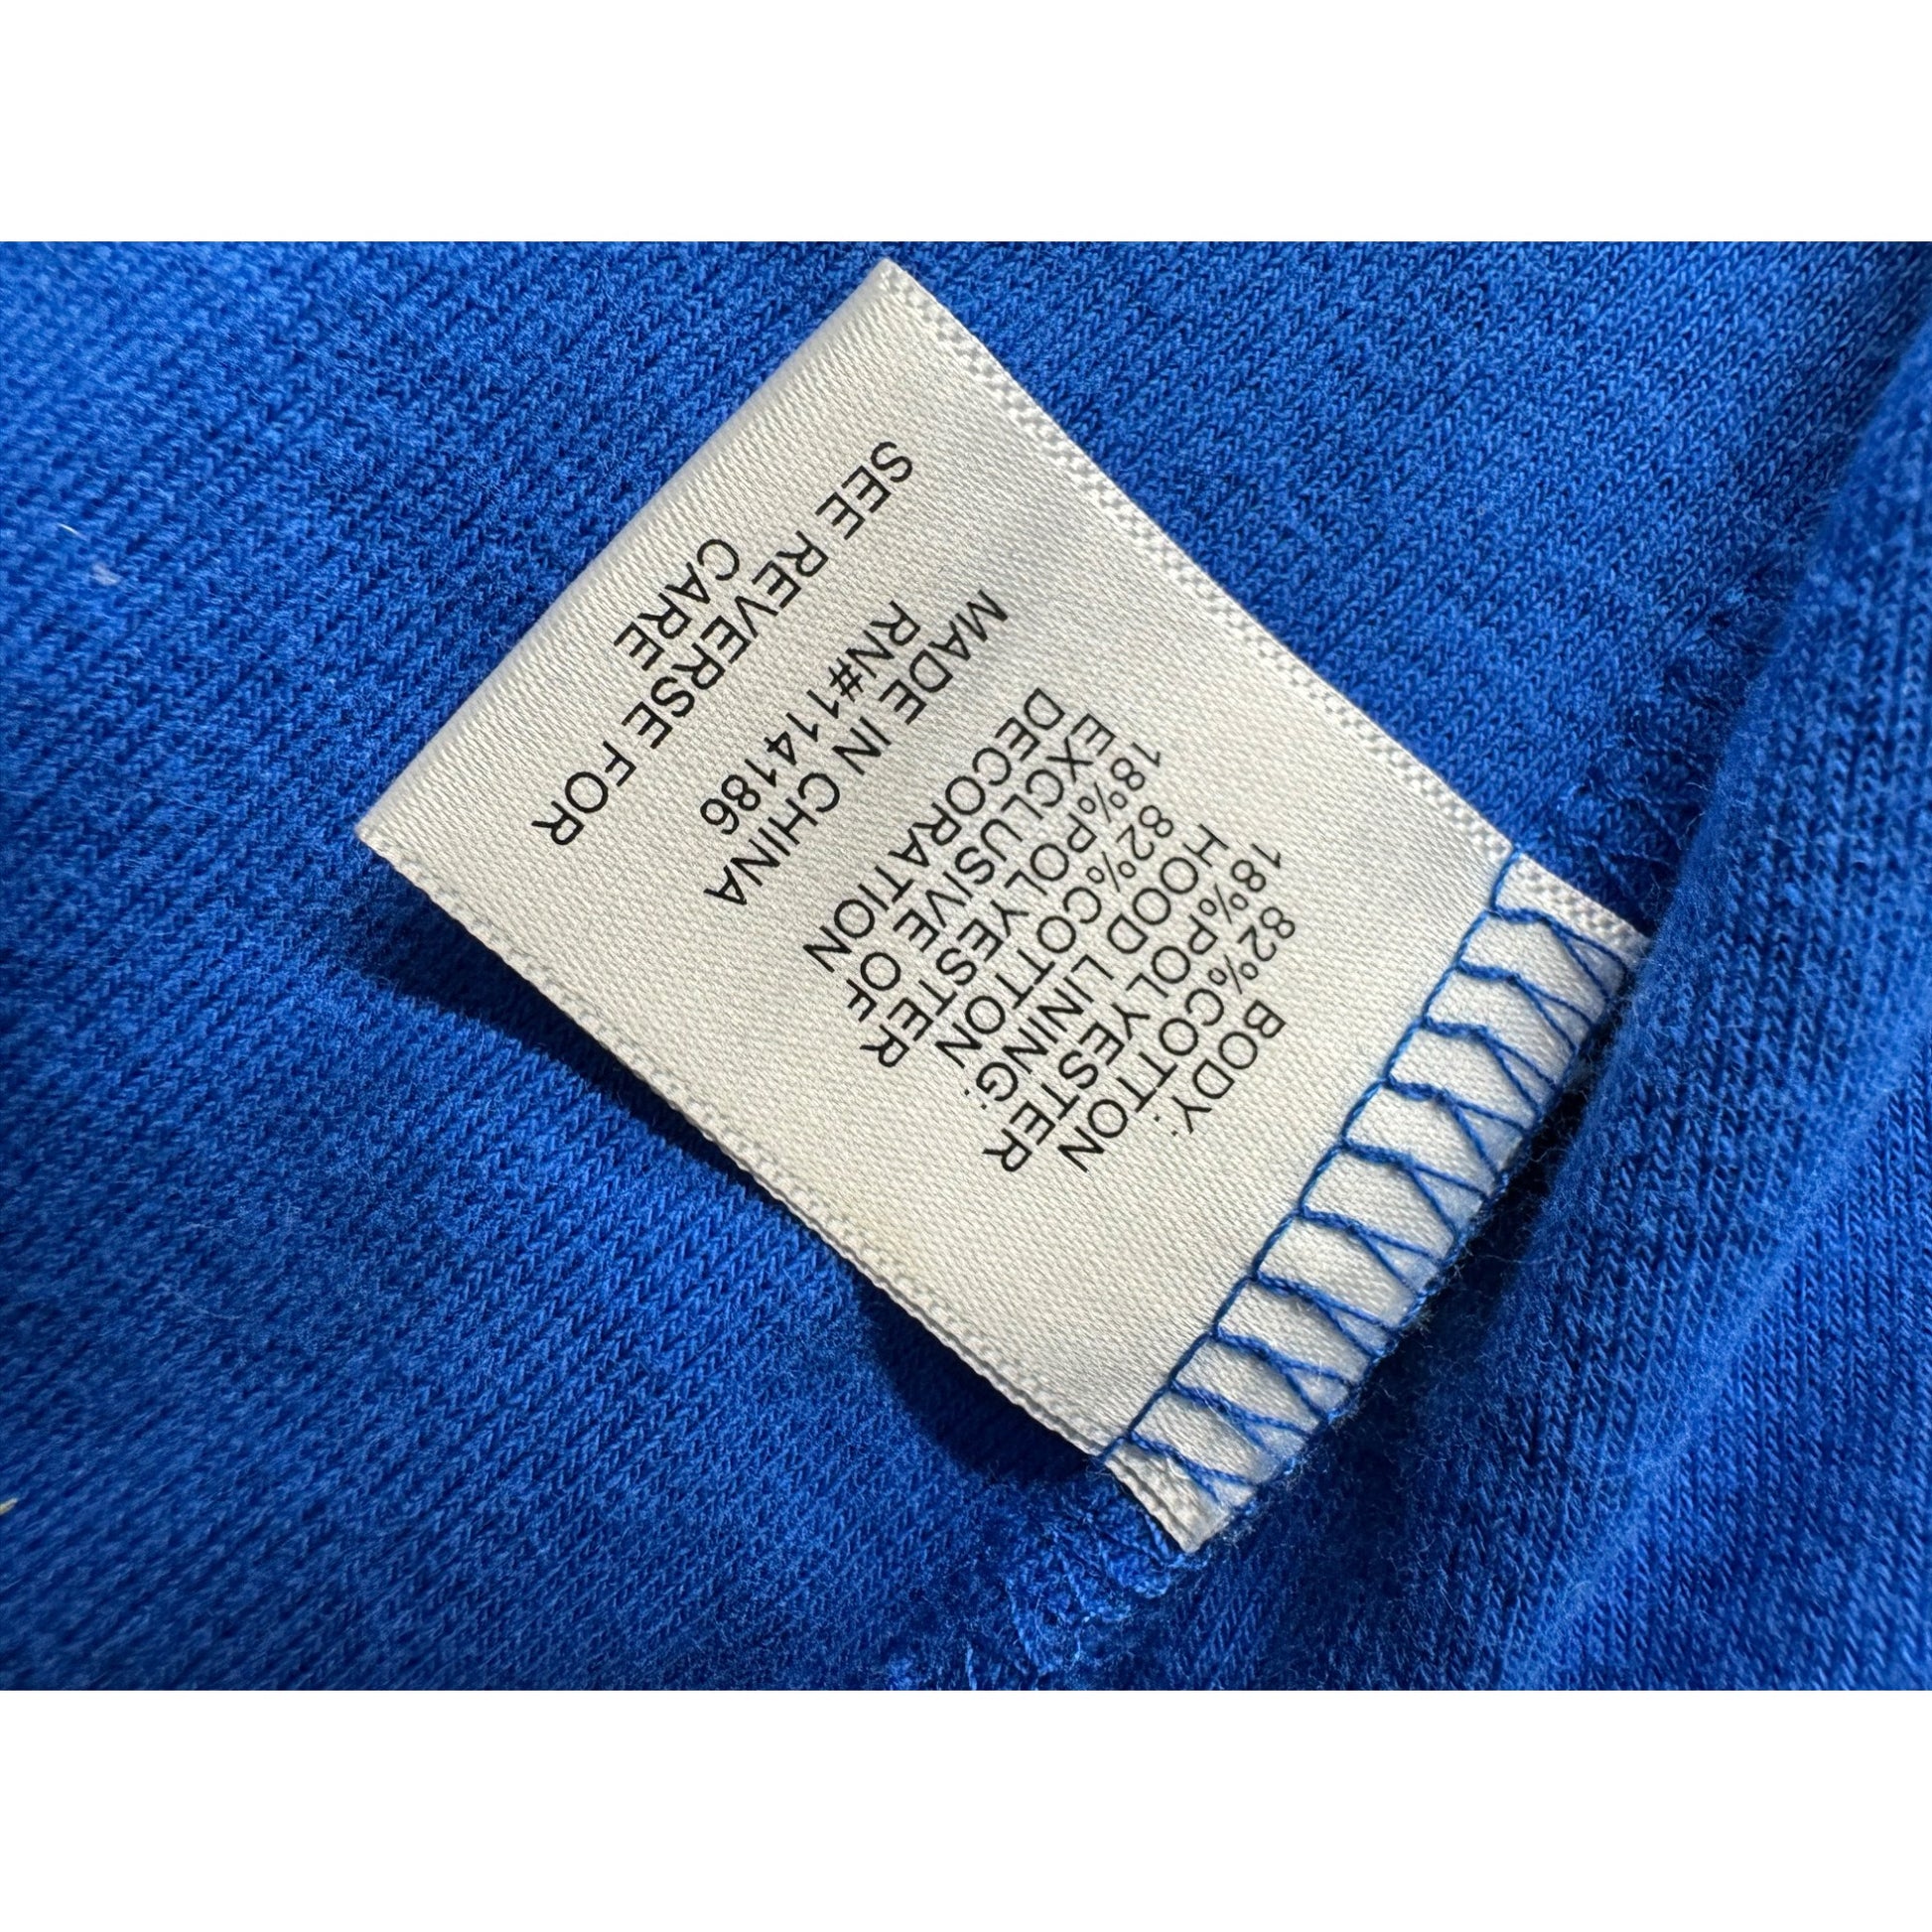 BODY:
82%COTTON
18%POLYESTER
HOOD LINING:
82%COTTON
18%POLYESTER
EXCLUSIVE OF
DECORATION
MADE IN CHINA
RN#114186
SEE REVERSE FOR
CARE